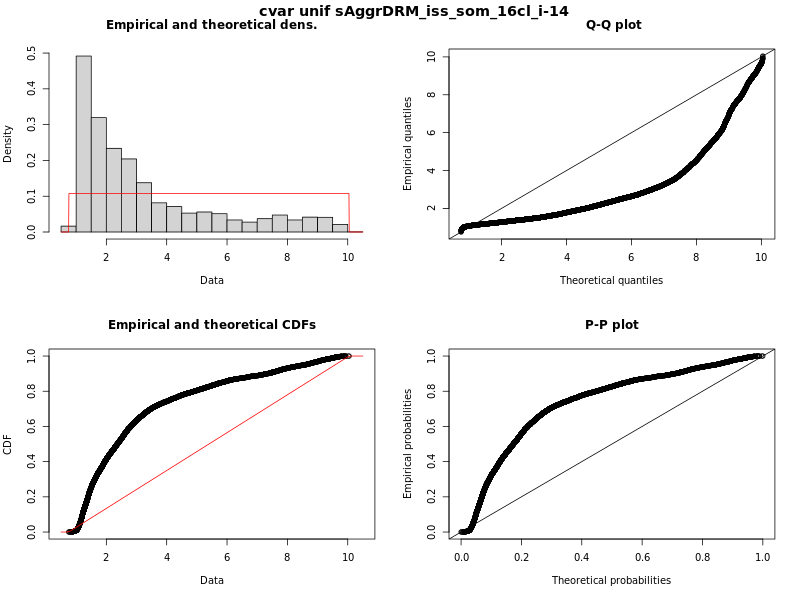 cvar unif sAggrDRM_iss_som_16cl_i-14
Empirical and theoretical dens.
Density
0.0 0.1 0.2 0.3 0.4 0.5
2 4 6 8 10
Data
Q-Q plot
Empirical quantiles
2 4 6 8 10
2 4 6 8 10
Theoretical quantiles
Empirical and theoretical CDFs
CDF
0.0 0.2 0.4 0.6 0.8 1.0
2 4 6 8 10
Data
P-P plot
Empirical probabilities
0.0 0.2 0.4 0.6 0.8 1.0
0.0 0.2 0.4 0.6 0.8 1.0
Theoretical probabilities